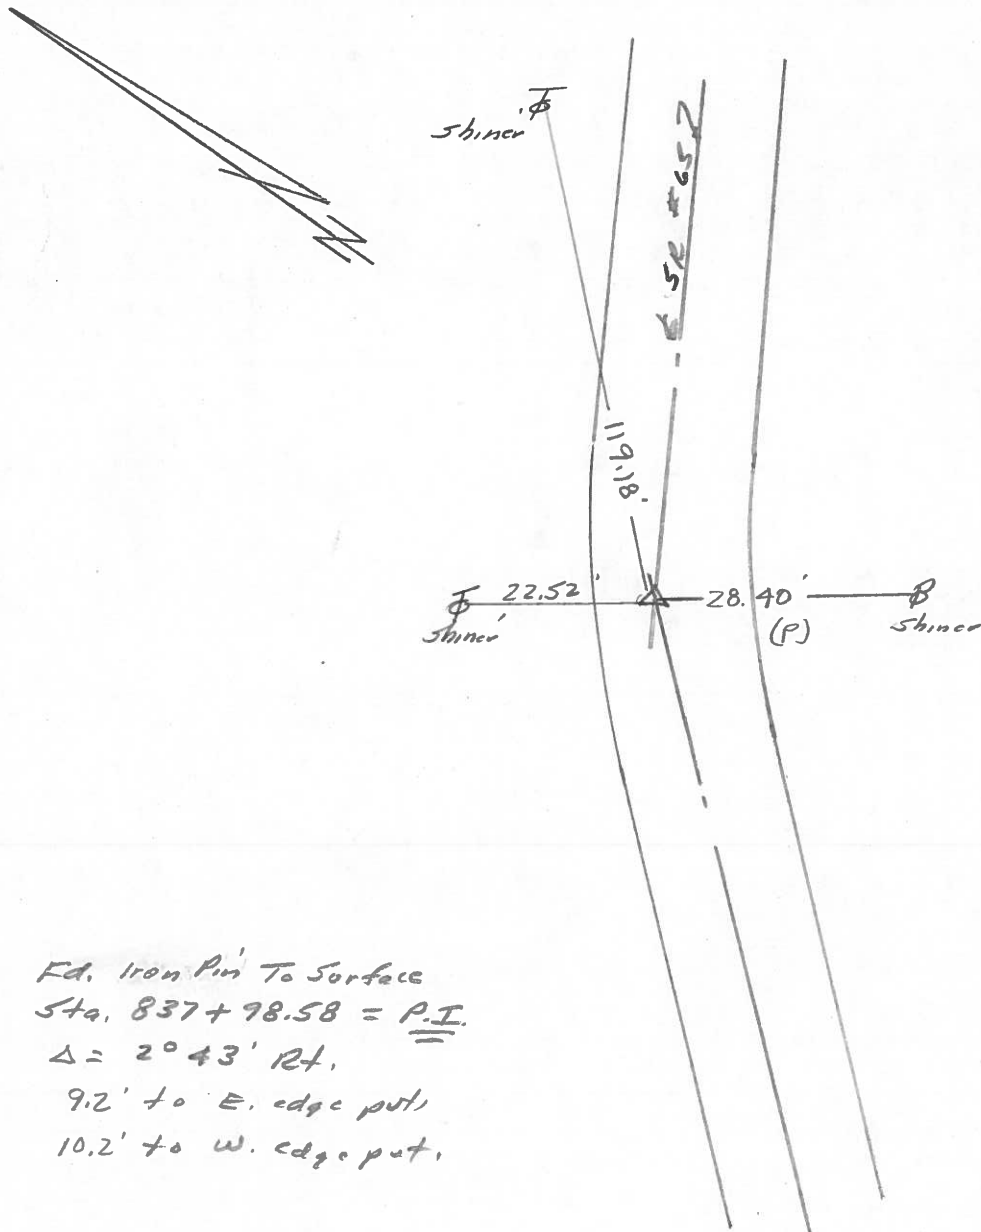 shiner
℄ SR #652
119.18'
22.52'
28.40'
(P)
shiner
shiner
Fd. Iron Pin To Surface
Sta. 837+98.58 = P.I.
Δ = 2° 43' Rt.
9.2' to E. edge pvt.
10.2' to W. edge pvt.